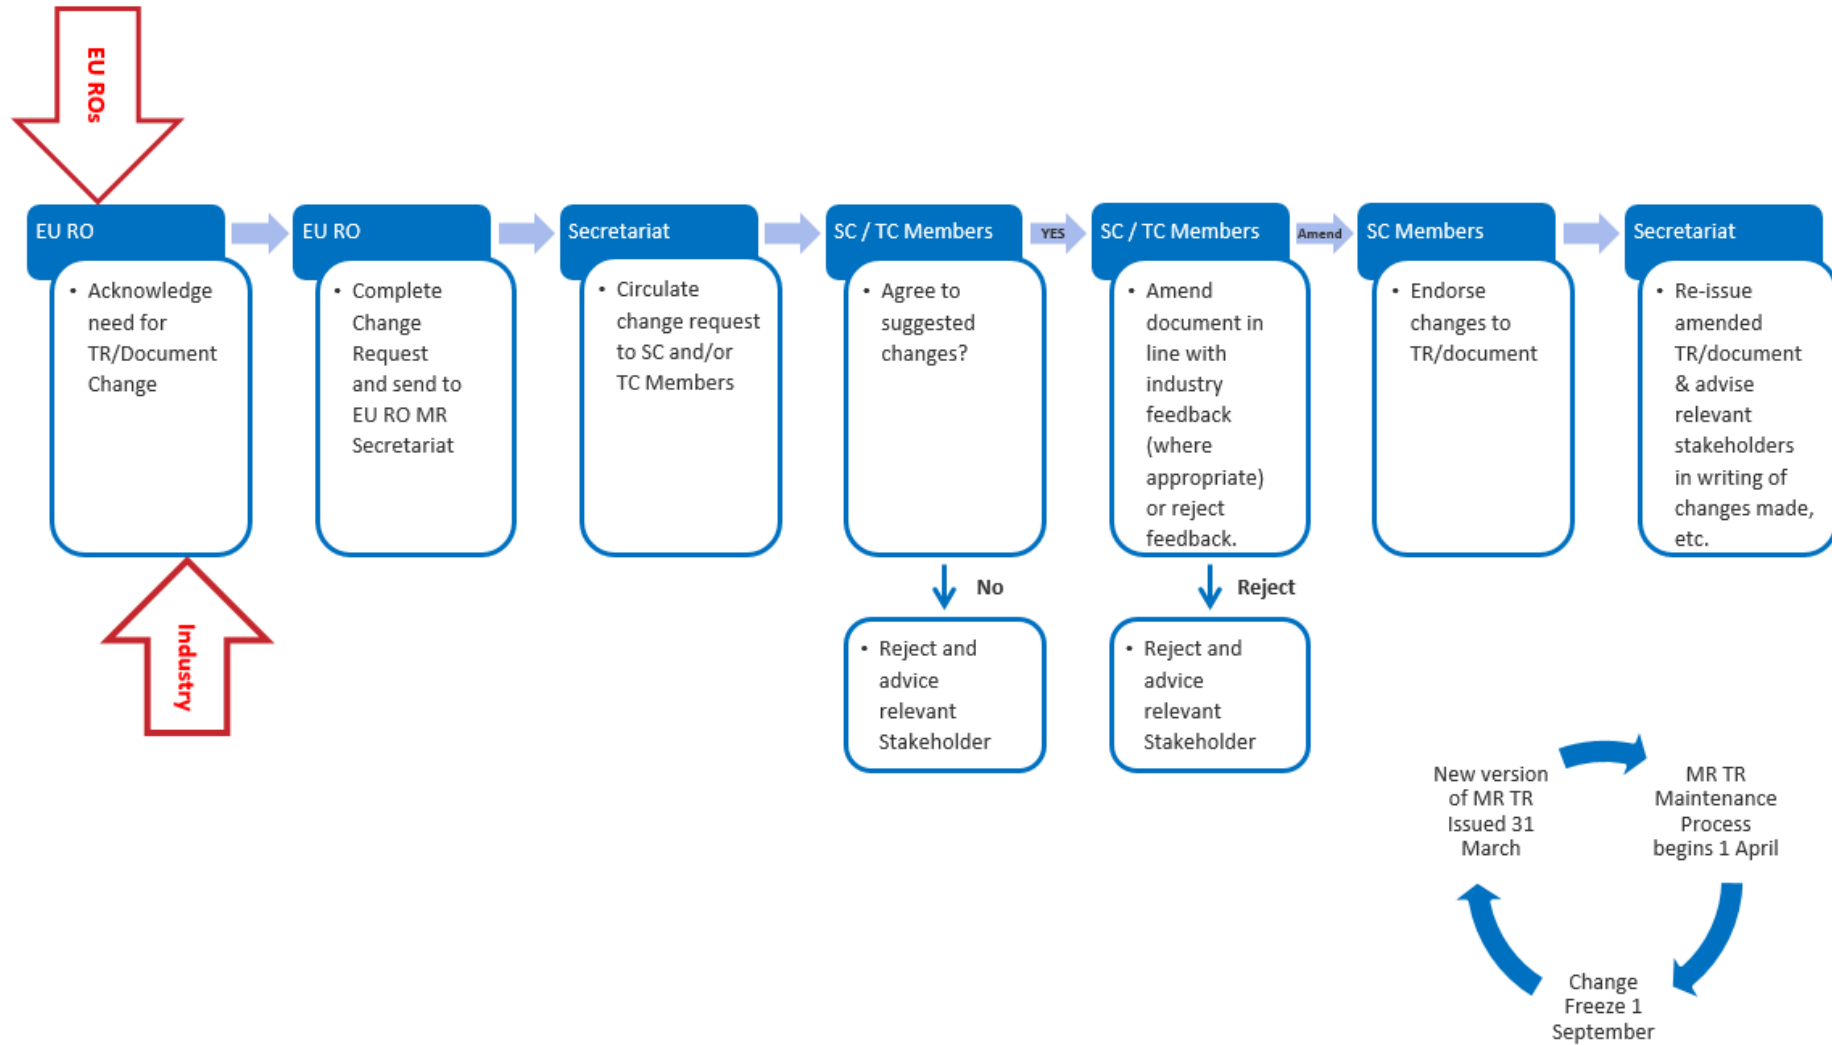 EU ROs
EU RO
• Acknowledge
need for
TR/Document
Change
Industry
EU RO
• Complete
Change
Request
and send to
EU RO MR
Secretariat
Secretariat
• Circulate
change request
to SC and/or
TC Members
SC / TC Members
• Agree to
suggested
changes?
YES
No
• Reject and
advice
relevant
Stakeholder
SC / TC Members
• Amend
document in
line with
industry
feedback
(where
appropriate)
or reject
feedback.
Amend
Reject
• Reject and
advice
relevant
Stakeholder
SC Members
• Endorse
changes to
TR/document
Secretariat
• Re-issue
amended
TR/document
& advise
relevant
stakeholders
in writing of
changes made,
etc.
New version
of MR TR
Issued 31
March
MR TR
Maintenance
Process
begins 1 April
Change
Freeze 1
September